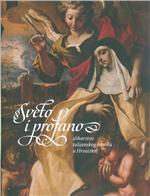 Sveto
i profano
slikarstvo
talijanskog baroka
u Hrvatskoj